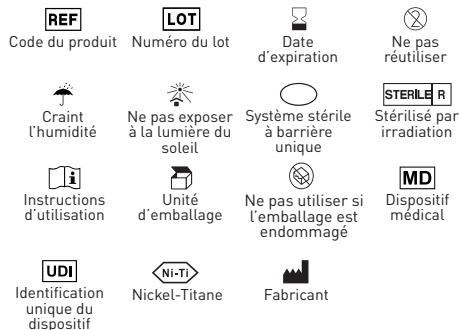 REF
LOT
2
Code du produit
Numéro du lot
Date
d'expiration
Ne pas
réutiliser
STERILE R
Craint
l'humidité
Ne pas exposer
à la lumière du
soleil
Système stérile
à barrière
unique
Stérilisé par
irradiation
i
MD
Instructions
d'utilisation
Unité
d'emballage
Ne pas utiliser si
l'emballage est
endommagé
Dispositif
médical
UDI
Ni-Ti
Identification
unique du
dispositif
Nickel-Titane
Fabricant